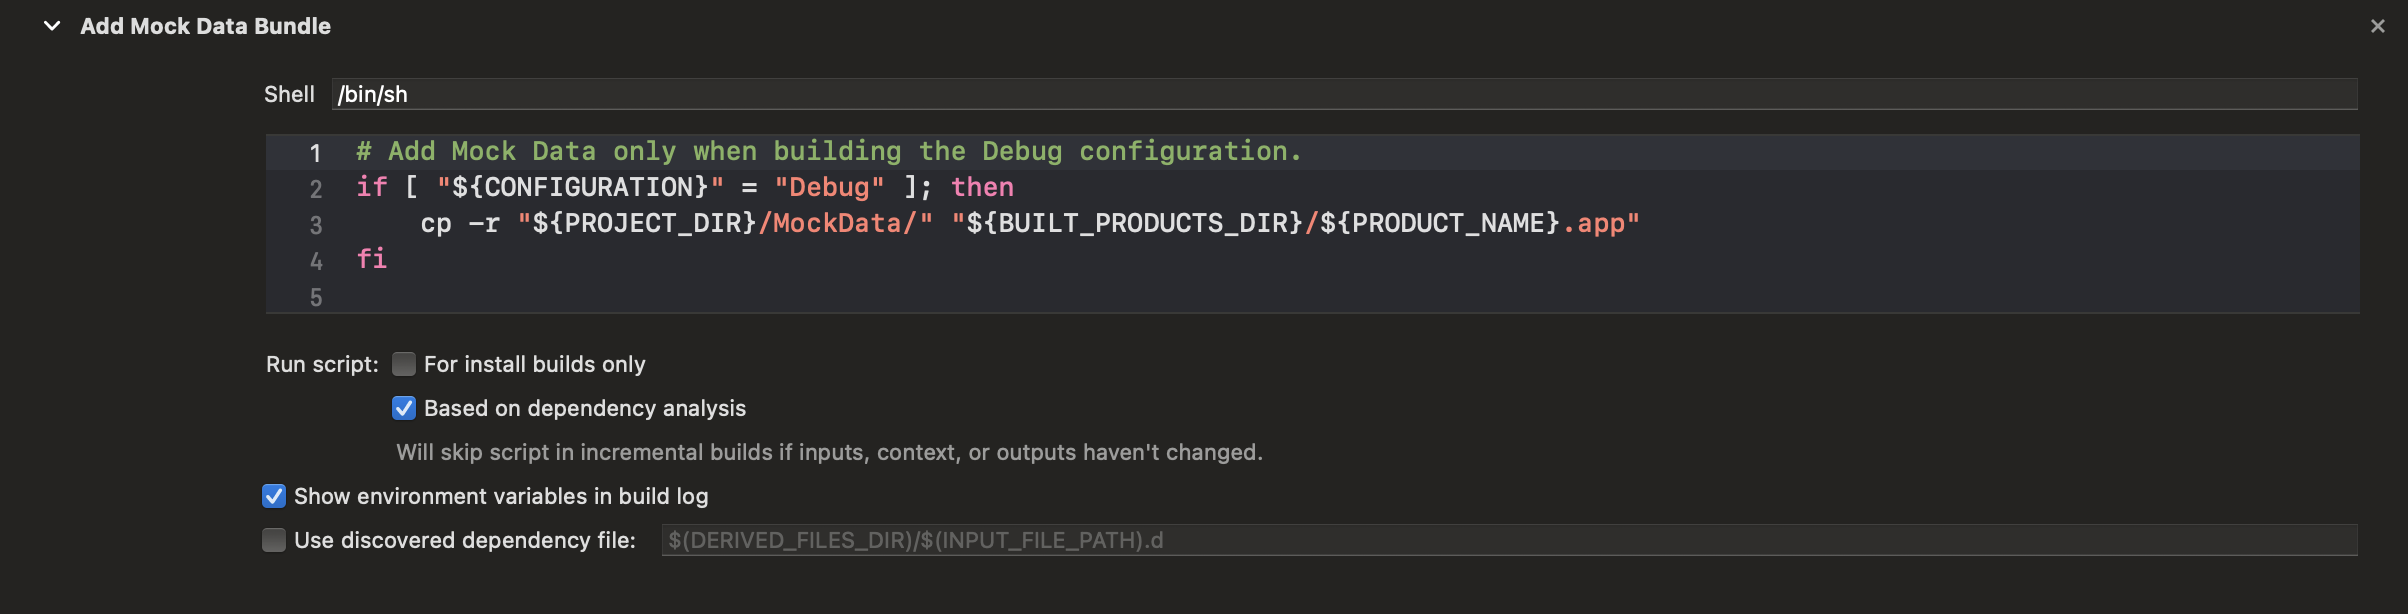 Add Mock Data Bundle
Shell /bin/sh
1 # Add Mock Data only when building the Debug configuration.
2 if [ "${CONFIGURATION}" = "Debug" ]; then
3 cp -r "${PROJECT_DIR}/MockData/" "${BUILT_PRODUCTS_DIR}/${PRODUCT_NAME}.app"
4 fi
5
Run script: For install builds only
Based on dependency analysis
Will skip script in incremental builds if inputs, context, or outputs haven't changed.
Show environment variables in build log
Use discovered dependency file: $(DERIVED_FILES_DIR)/$(INPUT_FILE_PATH).d